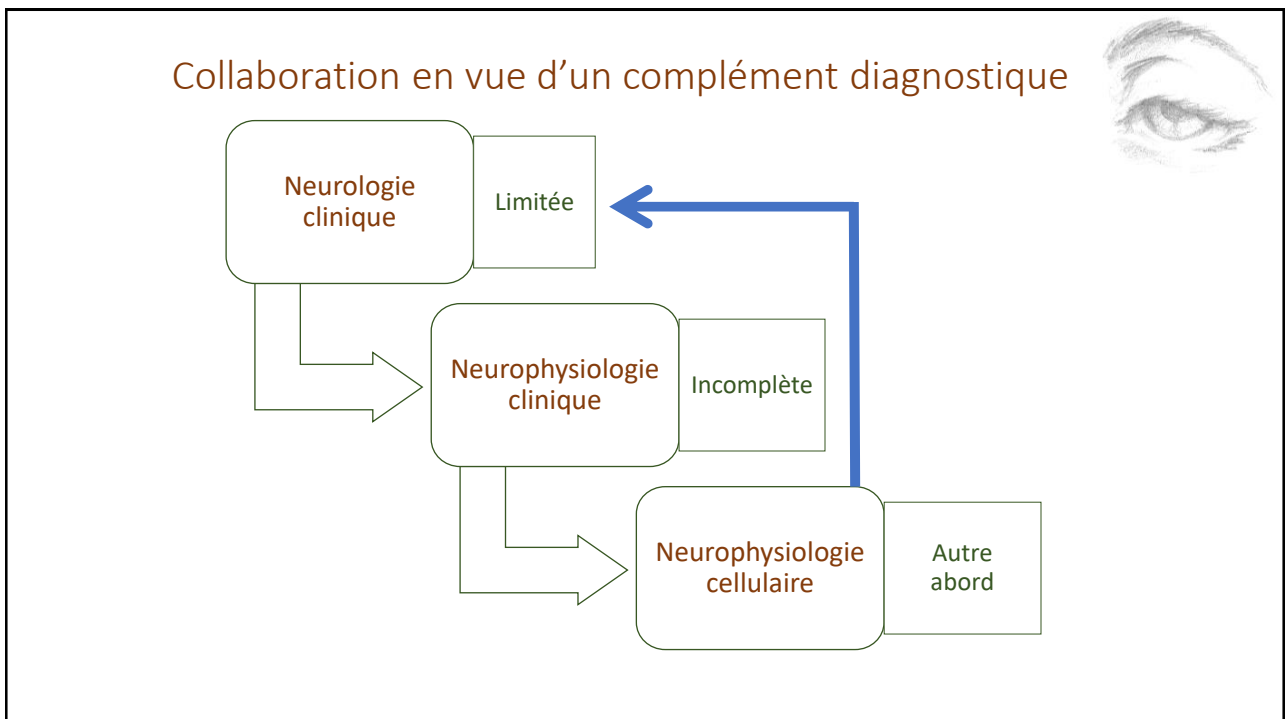 Collaboration en vue d’un complément diagnostique
Neurologie
clinique
Limitée
Neurophysiologie
clinique
Incomplète
Neurophysiologie
cellulaire
Autre
abord